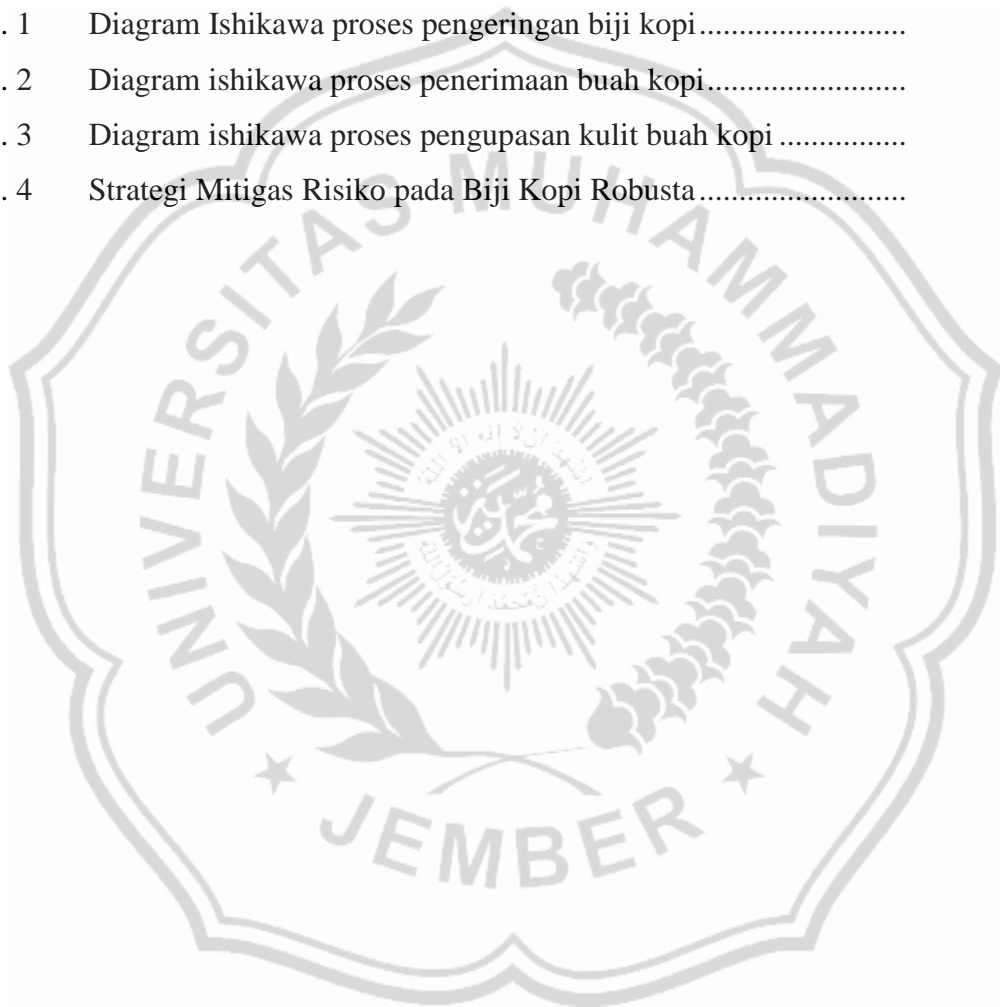 . 1 Diagram Ishikawa proses pengeringan biji kopi........................
. 2 Diagram ishikawa proses penerimaan buah kopi.......................
. 3 Diagram ishikawa proses pengupasan kulit buah kopi ...............
. 4 Strategi Mitigas Risiko pada Biji Kopi Robusta........................
UNIVERSITAS MUHAMMADIYAH
JEMBER